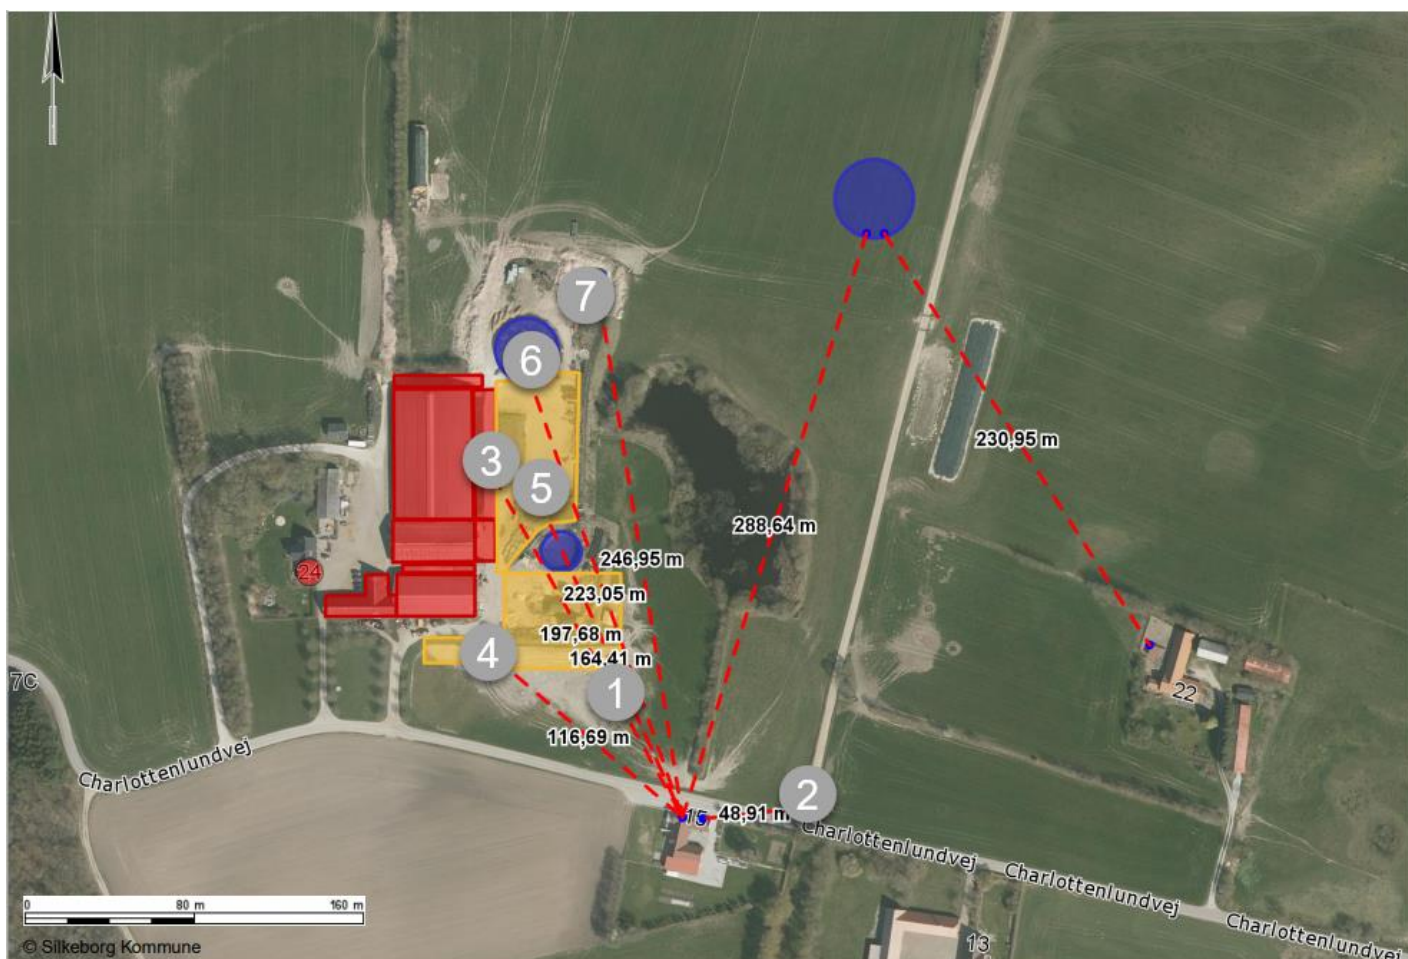 7
6
230,95 m
3
5
288,64 m
246,95 m
24
223,05 m
197,68 m
4
164,41 m
7C
1
22
116,69 m
Charlottenlundvej
2
15
48,91 m
Charlottenlundvej
Charlottenlundvej
Charlottenlundvej
0 80 m 160 m
13
© Silkeborg Kommune